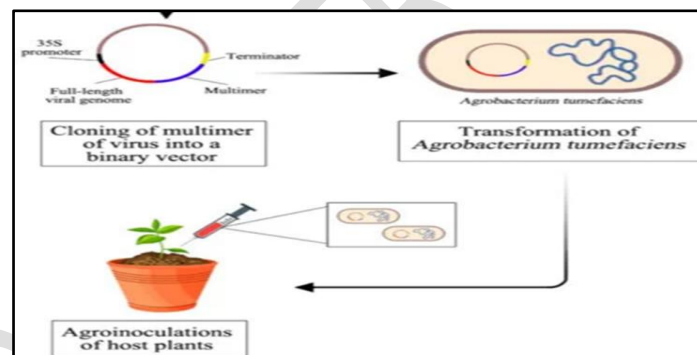 35S
promoter
Terminator
Full-length
viral genome
Multimer
Agrobacterium tumefaciens
Cloning of multimer
of virus into a
binary vector
Transformation of
Agrobacterium tumefaciens
Agroinoculations
of host plants